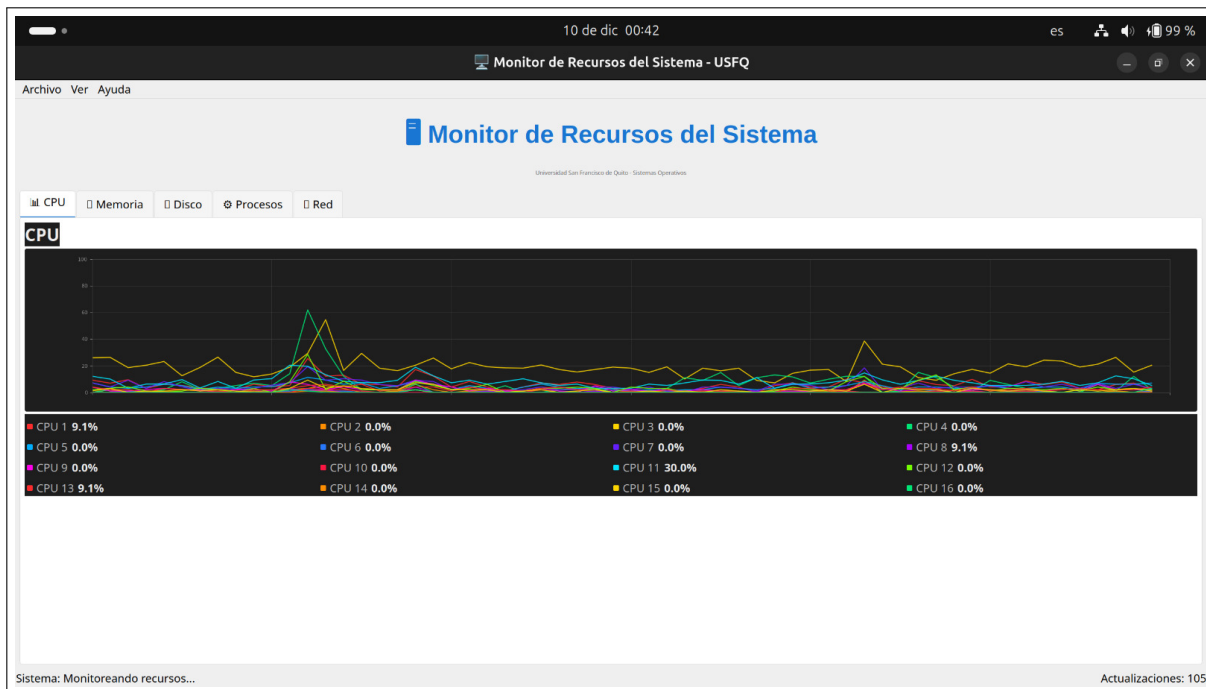 10 de dic 00:42
es
99 %
Monitor de Recursos del Sistema - USFQ
Archivo Ver Ayuda
Monitor de Recursos del Sistema
Universidad San Francisco de Quito - Sistemas Operativos
CPU Memoria Disco Procesos Red
CPU
100
80
60
40
20
0
CPU 1 9.1% CPU 2 0.0% CPU 3 0.0% CPU 4 0.0%
CPU 5 0.0% CPU 6 0.0% CPU 7 0.0% CPU 8 9.1%
CPU 9 0.0% CPU 10 0.0% CPU 11 30.0% CPU 12 0.0%
CPU 13 9.1% CPU 14 0.0% CPU 15 0.0% CPU 16 0.0%
Sistema: Monitoreando recursos... Actualizaciones: 105